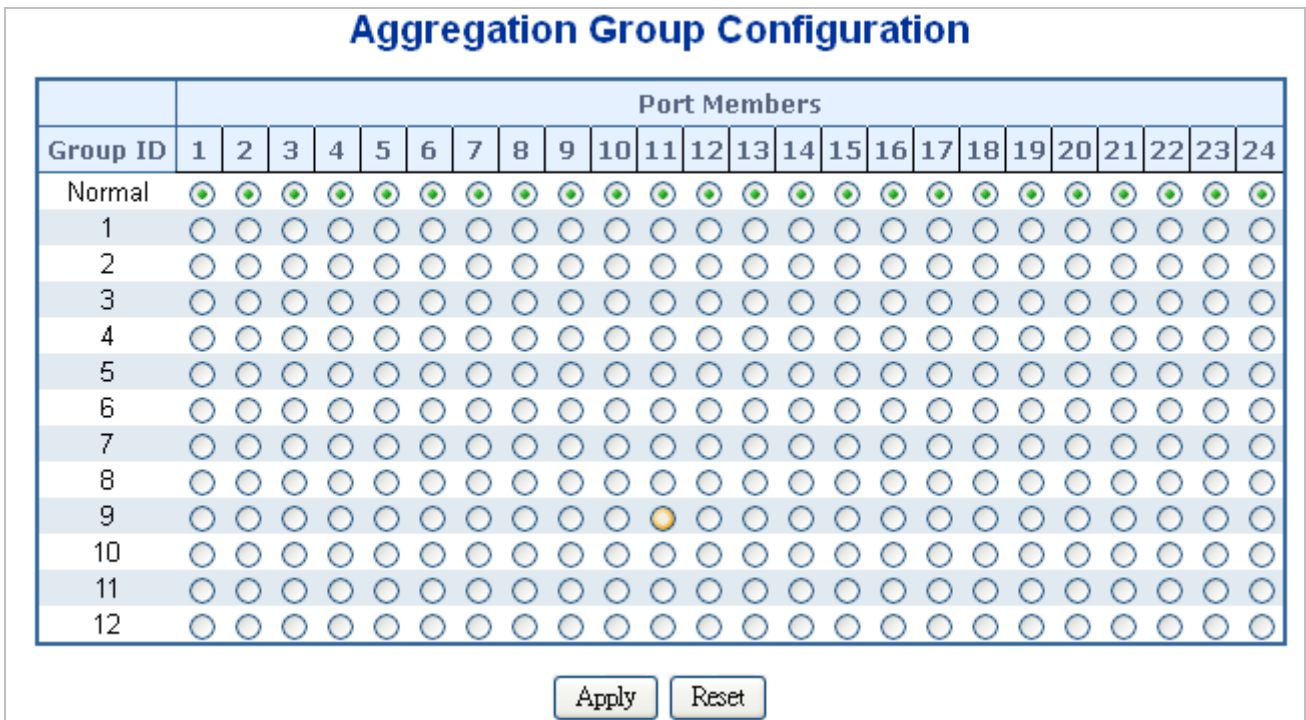 Aggregation Group Configuration
Port Members
Group ID 1 2 3 4 5 6 7 8 9 10 11 12 13 14 15 16 17 18 19 20 21 22 23 24
Normal
1
2
3
4
5
6
7
8
9
10
11
12
Apply Reset